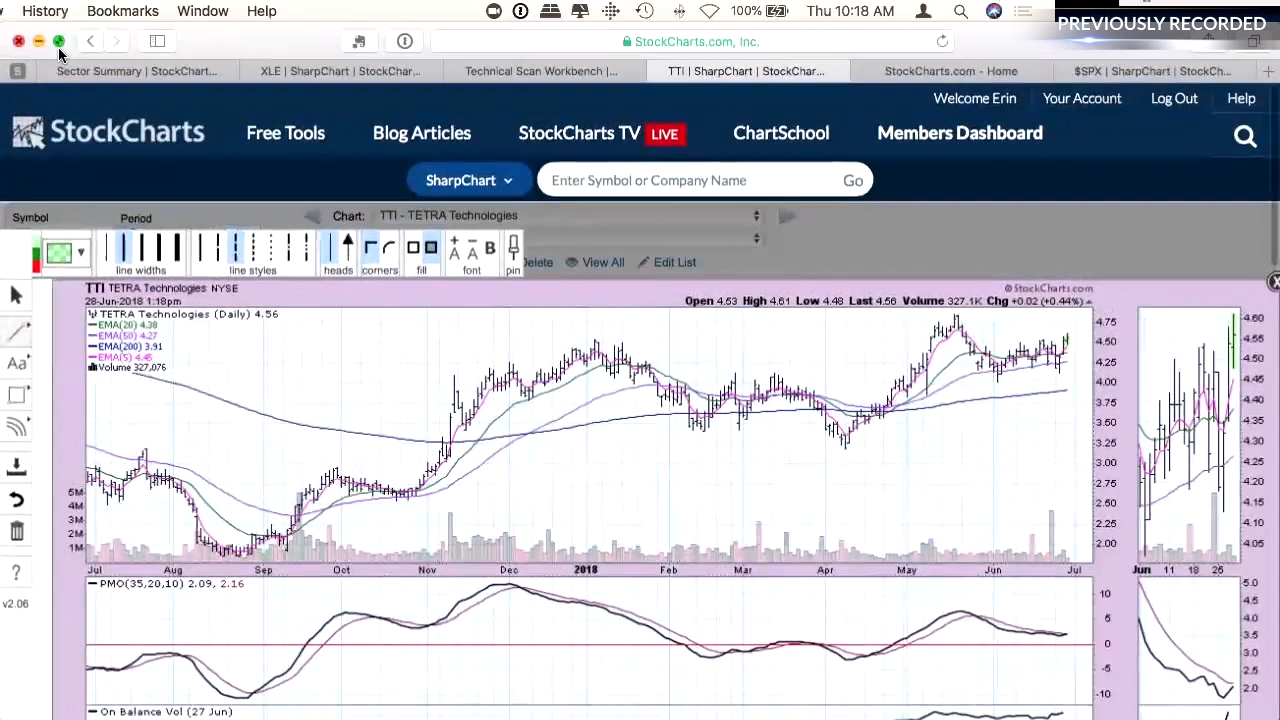 History Bookmarks Window Help 100% Thu 10:18 AM
PREVIOUSLY RECORDED
StockCharts.com, Inc.
S Sector Summary | StockChart... XLE | SharpChart | StockChar... Technical Scan Workbench |... TTI | SharpChart | StockChar... StockCharts.com - Home $SPX | SharpChart | StockCh...
Welcome Erin Your Account Log Out Help
StockCharts Free Tools Blog Articles StockCharts TV LIVE ChartSchool Members Dashboard
SharpChart Enter Symbol or Company Name Go
Symbol Period Chart: TTI - TETRA Technologies
elete View All Edit List
line widths line styles heads corners fill font pin
TTI TETRA Technologies NYSE © StockCharts.com
28-Jun-2018 1:18pm Open 4.53 High 4.61 Low 4.48 Last 4.56 Volume 327.1K Chg +0.02 (+0.44%)
TETRA Technologies (Daily) 4.56
EMA(20) 4.38
EMA(50) 4.27
EMA(200) 3.91
EMA(5) 4.45
Volume 327,076
4.75
4.50
4.25
4.00
3.75
3.50
3.25
3.00
2.75
2.50
2.25
2.00
5M
4M
3M
2M
1M
4.60
4.55
4.50
4.45
4.40
4.35
4.30
4.25
4.20
4.15
4.10
4.05
Jul Aug Sep Oct Nov Dec 2018 Feb Mar Apr May Jun Jul
Jun 11 18 25
Aa
?
v2.06
PMO(35,20,10) 2.09, 2.16
10
5
0
-5
-10
5.0
4.5
4.0
3.5
3.0
2.5
2.0
On Balance Vol (27 Jun)